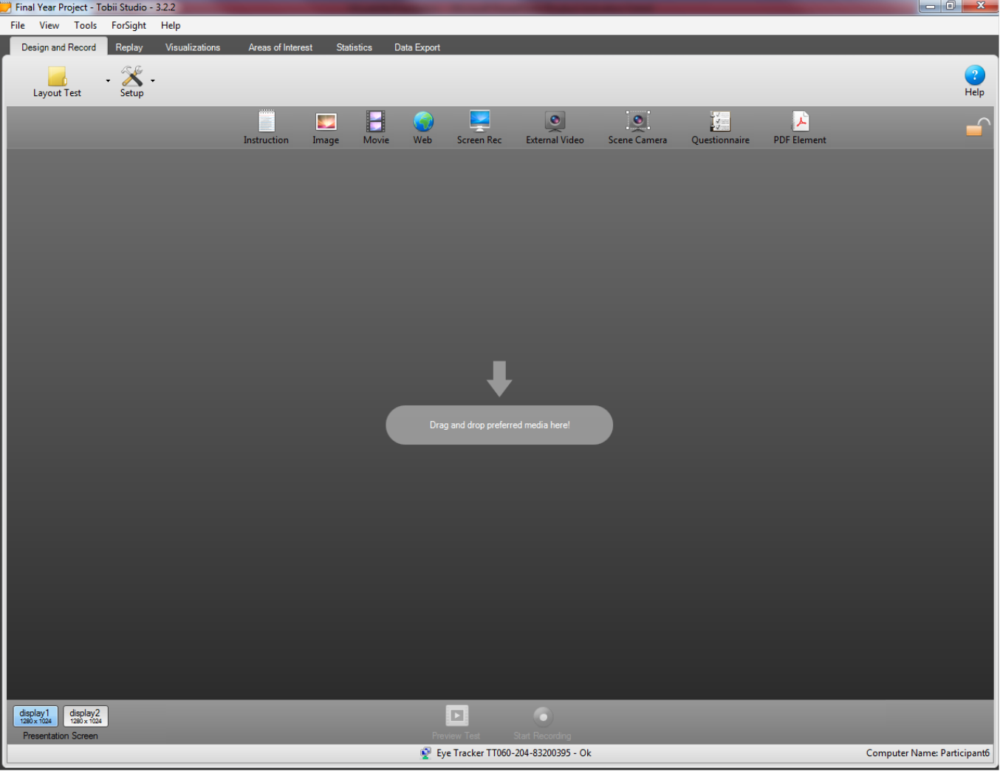 Final Year Project - Tobii Studio - 3.2.2
File View Tools ForSight Help
Design and Record Replay Visualizations Areas of Interest Statistics Data Export
Layout Test Setup Help
Instruction Image Movie Web Screen Rec External Video Scene Camera Questionnaire PDF Element
Drag and drop preferred media here!
display1 display2
1280 x 1024 1280 x 1024
Presentation Screen Preview Test Start Recording
Eye Tracker TT060-204-83200395 - Ok Computer Name: Participant6